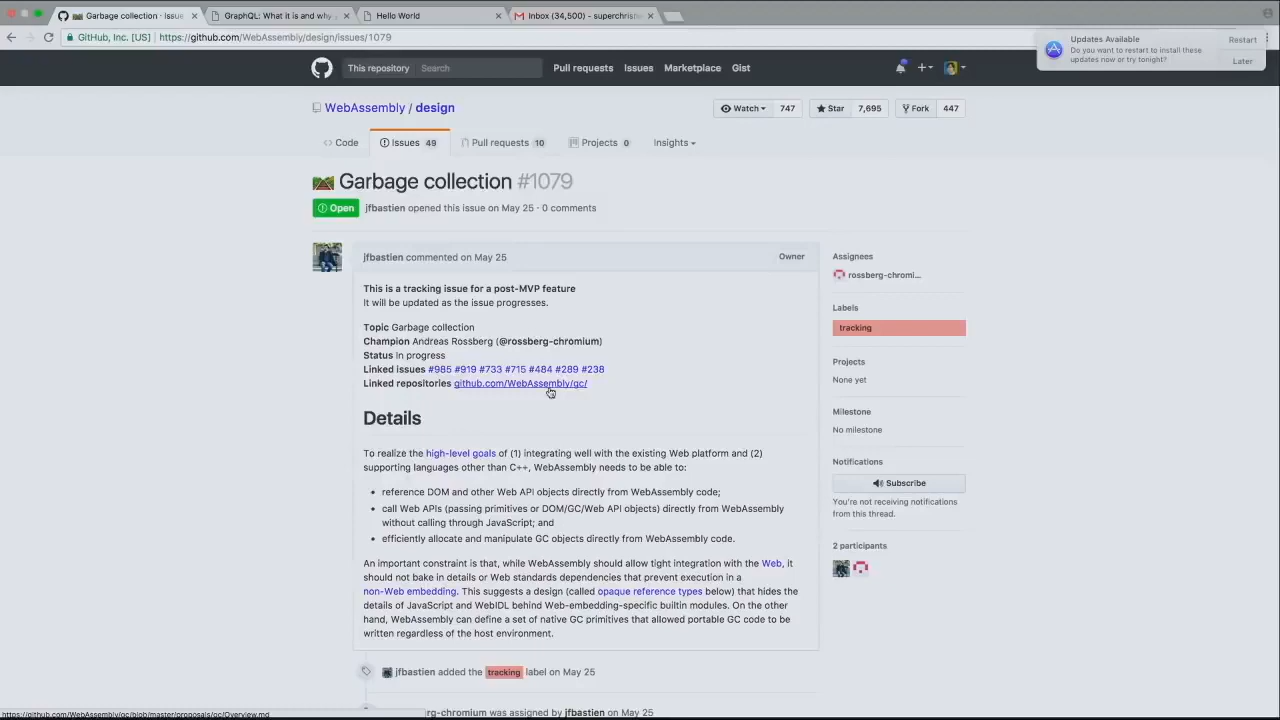 Garbage collection · Issue
GraphQL: What it is and why
Hello World
Inbox (34,500) - superchrishe
GitHub, Inc. [US]
https://github.com/WebAssembly/design/issues/1079
Updates Available
Do you want to restart to install these
updates now or try tonight?
Restart
Later
This repository
Search
Pull requests
Issues
Marketplace
Gist
WebAssembly / design
Watch
747
Star
7,695
Fork
447
Code
Issues 49
Pull requests 10
Projects 0
Insights
Garbage collection #1079
Open
jfbastien opened this issue on May 25 · 0 comments
jfbastien commented on May 25
Owner
This is a tracking issue for a post-MVP feature
It will be updated as the issue progresses.
Topic Garbage collection
Champion Andreas Rossberg (@rossberg-chromium)
Status In progress
Linked issues #985 #919 #733 #715 #484 #289 #238
Linked repositories github.com/WebAssembly/gc/
Details
To realize the high-level goals of (1) integrating well with the existing Web platform and (2)
supporting languages other than C++, WebAssembly needs to be able to:
• reference DOM and other Web API objects directly from WebAssembly code;
• call Web APIs (passing primitives or DOM/GC/Web API objects) directly from WebAssembly
without calling through JavaScript; and
• efficiently allocate and manipulate GC objects directly from WebAssembly code.
An important constraint is that, while WebAssembly should allow tight integration with the Web, it
should not bake in details or Web standards dependencies that prevent execution in a
non-Web embedding. This suggests a design (called opaque reference types below) that hides the
details of JavaScript and WebIDL behind Web-embedding-specific builtin modules. On the other
hand, WebAssembly can define a set of native GC primitives that allowed portable GC code to be
written regardless of the host environment.
jfbastien added the tracking label on May 25
rg-chromium was assigned by jfbastien on May 25
Assignees
rossberg-chromi...
Labels
tracking
Projects
None yet
Milestone
No milestone
Notifications
Subscribe
You're not receiving notifications
from this thread.
2 participants
https://github.com/WebAssembly/gc/blob/master/proposals/gc/Overview.md